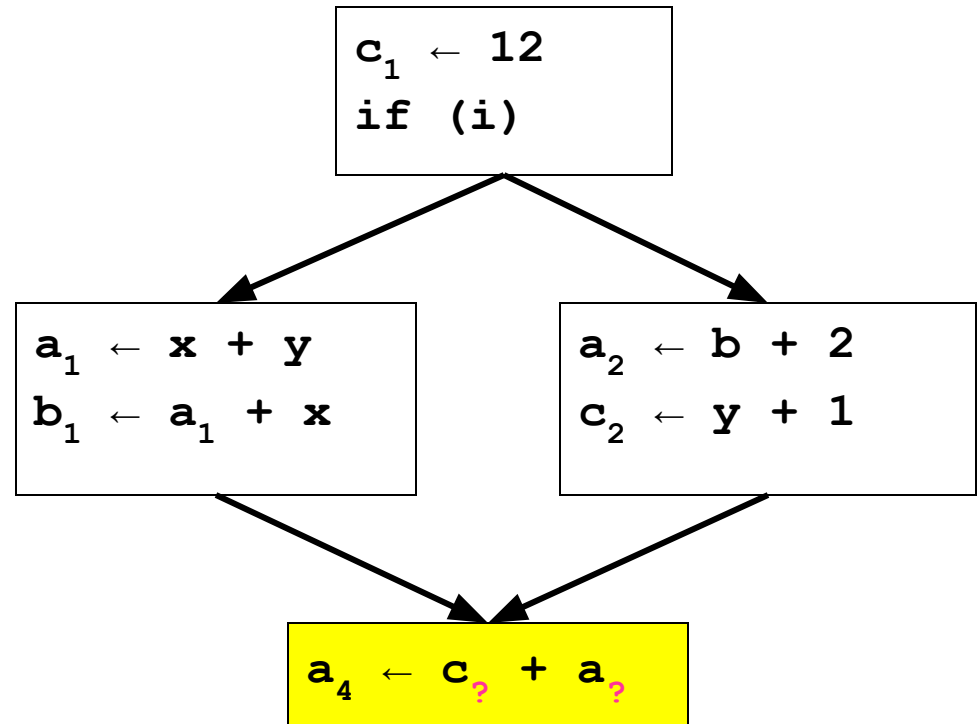 c₁ ← 12
if (i)
a₁ ← x + y
b₁ ← a₁ + x
a₂ ← b + 2
c₂ ← y + 1
a₄ ← c? + a?